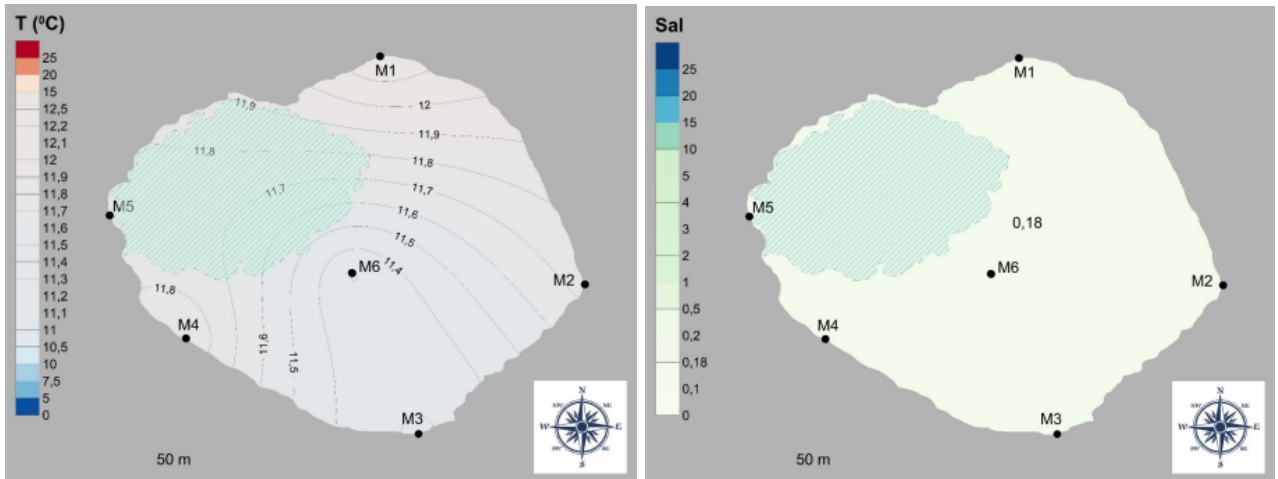 T (⁰C)
25
20
15
12,5
12,2
12,1
12
11,9
11,8
11,7
11,6
11,5
11,4
11,3
11,2
11,1
11
10,5
10
7,5
5
0
M1
12
11,9
11,9
11,8
11,8
11,7
11,7
M5
11,6
11,5
M6
11,4
M2
11,8
M4
11,6
11,5
M3
50 m
N
NW
NE
W
E
SW
SE
S
Sal
25
20
15
10
5
4
3
2
1
0,5
0,2
0,18
0,1
0
M1
M5
0,18
M6
M2
M4
M3
50 m
N
W
E
S